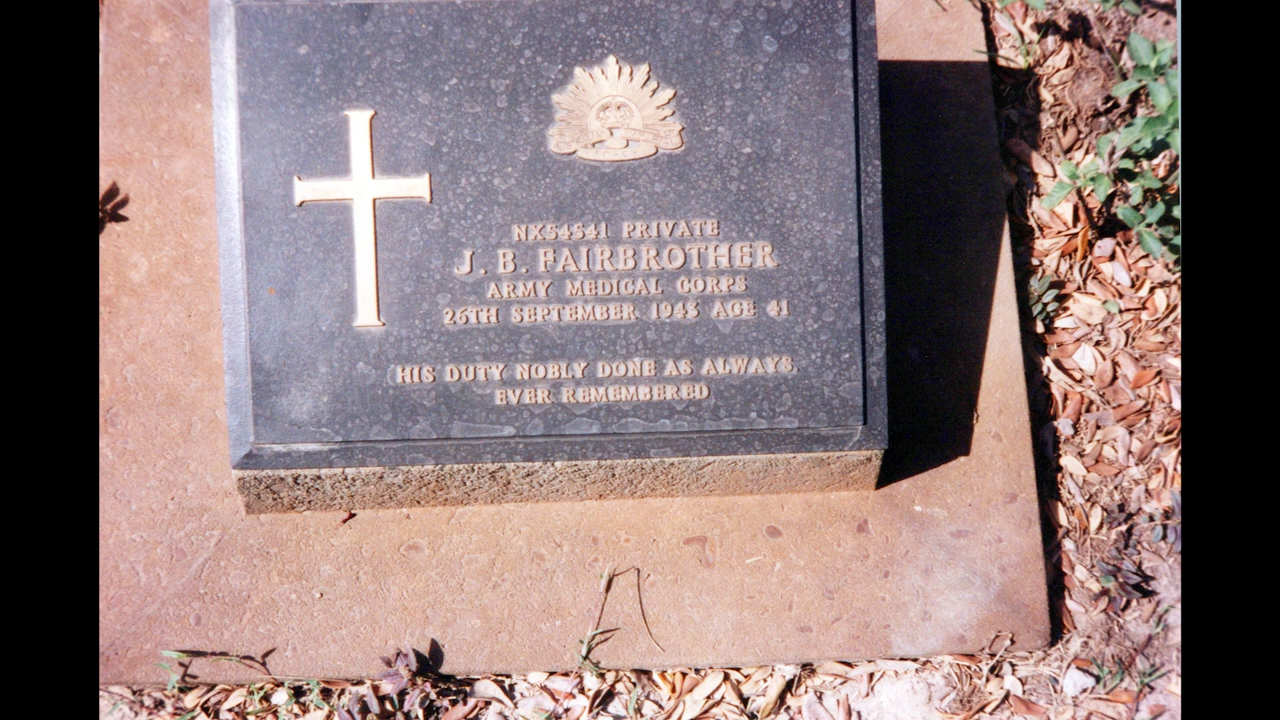 NX54541 PRIVATE
J. B. FAIRBROTHER
ARMY MEDICAL CORPS
26TH SEPTEMBER 1943 AGE 41
HIS DUTY NOBLY DONE AS ALWAYS
EVER REMEMBERED